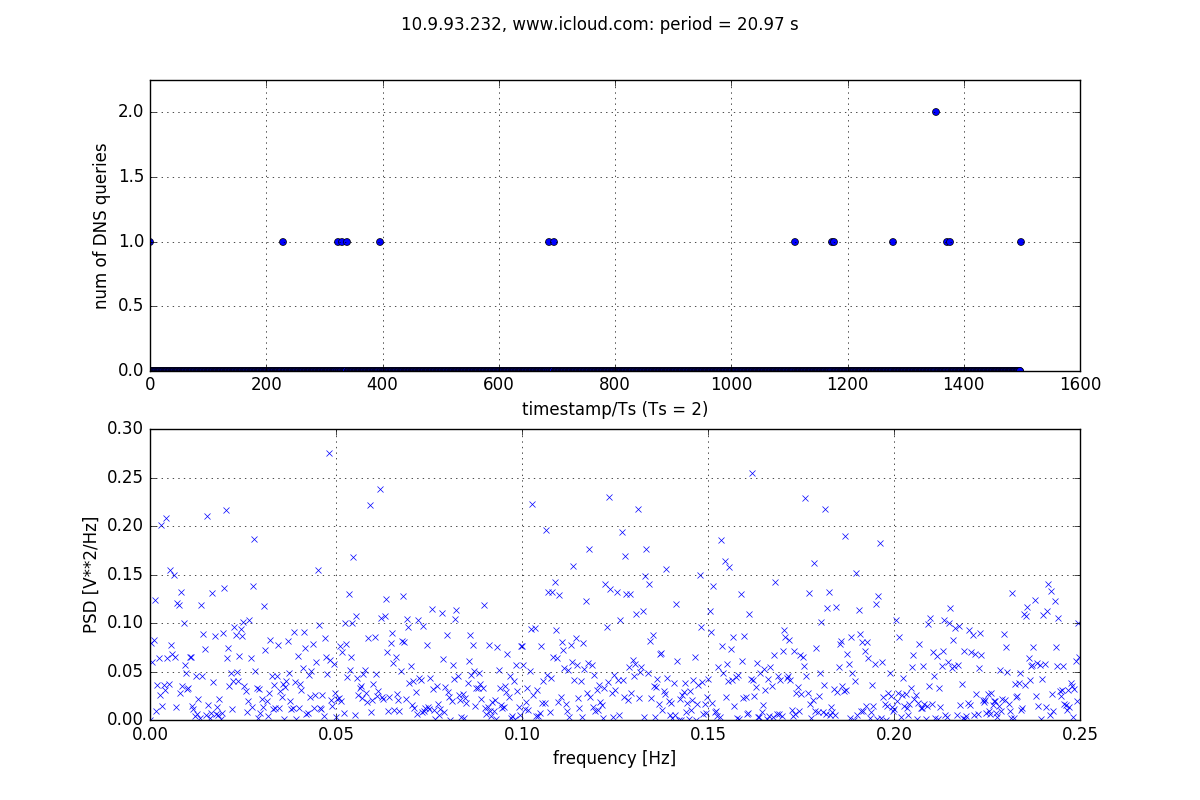 10.9.93.232, www.icloud.com: period = 20.97 s
2.0
1.5
1.0
0.5
0.0
num of DNS queries
0 200 400 600 800 1000 1200 1400 1600
timestamp/Ts (Ts = 2)
0.30
0.25
0.20
0.15
0.10
0.05
0.00
PSD [V**2/Hz]
0.00 0.05 0.10 0.15 0.20 0.25
frequency [Hz]